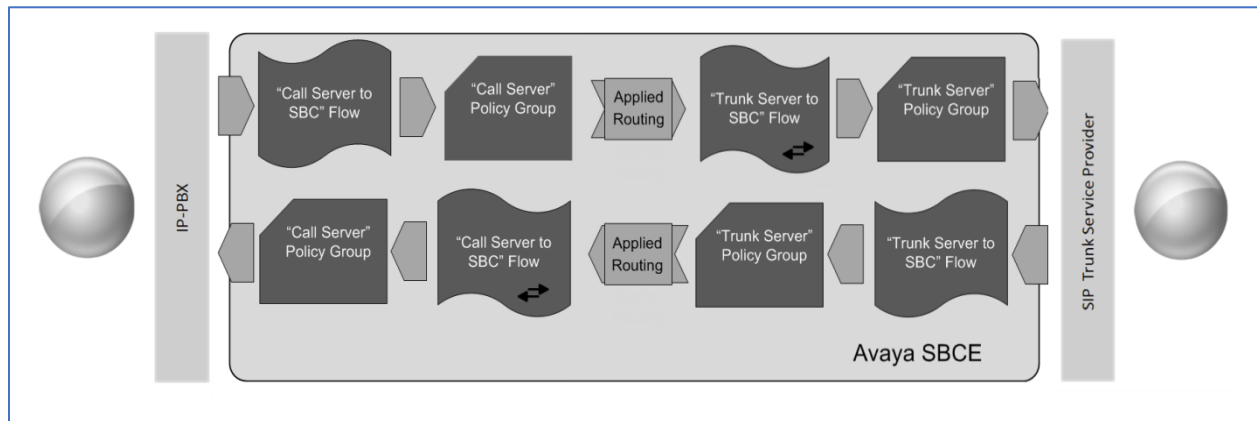 IP-PBX
“Call Server to
SBC” Flow
“Call Server”
Policy Group
Applied
Routing
“Trunk Server to
SBC” Flow
“Trunk Server”
Policy Group
“Call Server”
Policy Group
“Call Server to
SBC” Flow
Applied
Routing
“Trunk Server”
Policy Group
“Trunk Server to
SBC” Flow
Avaya SBCE
SIP Trunk Service Provider